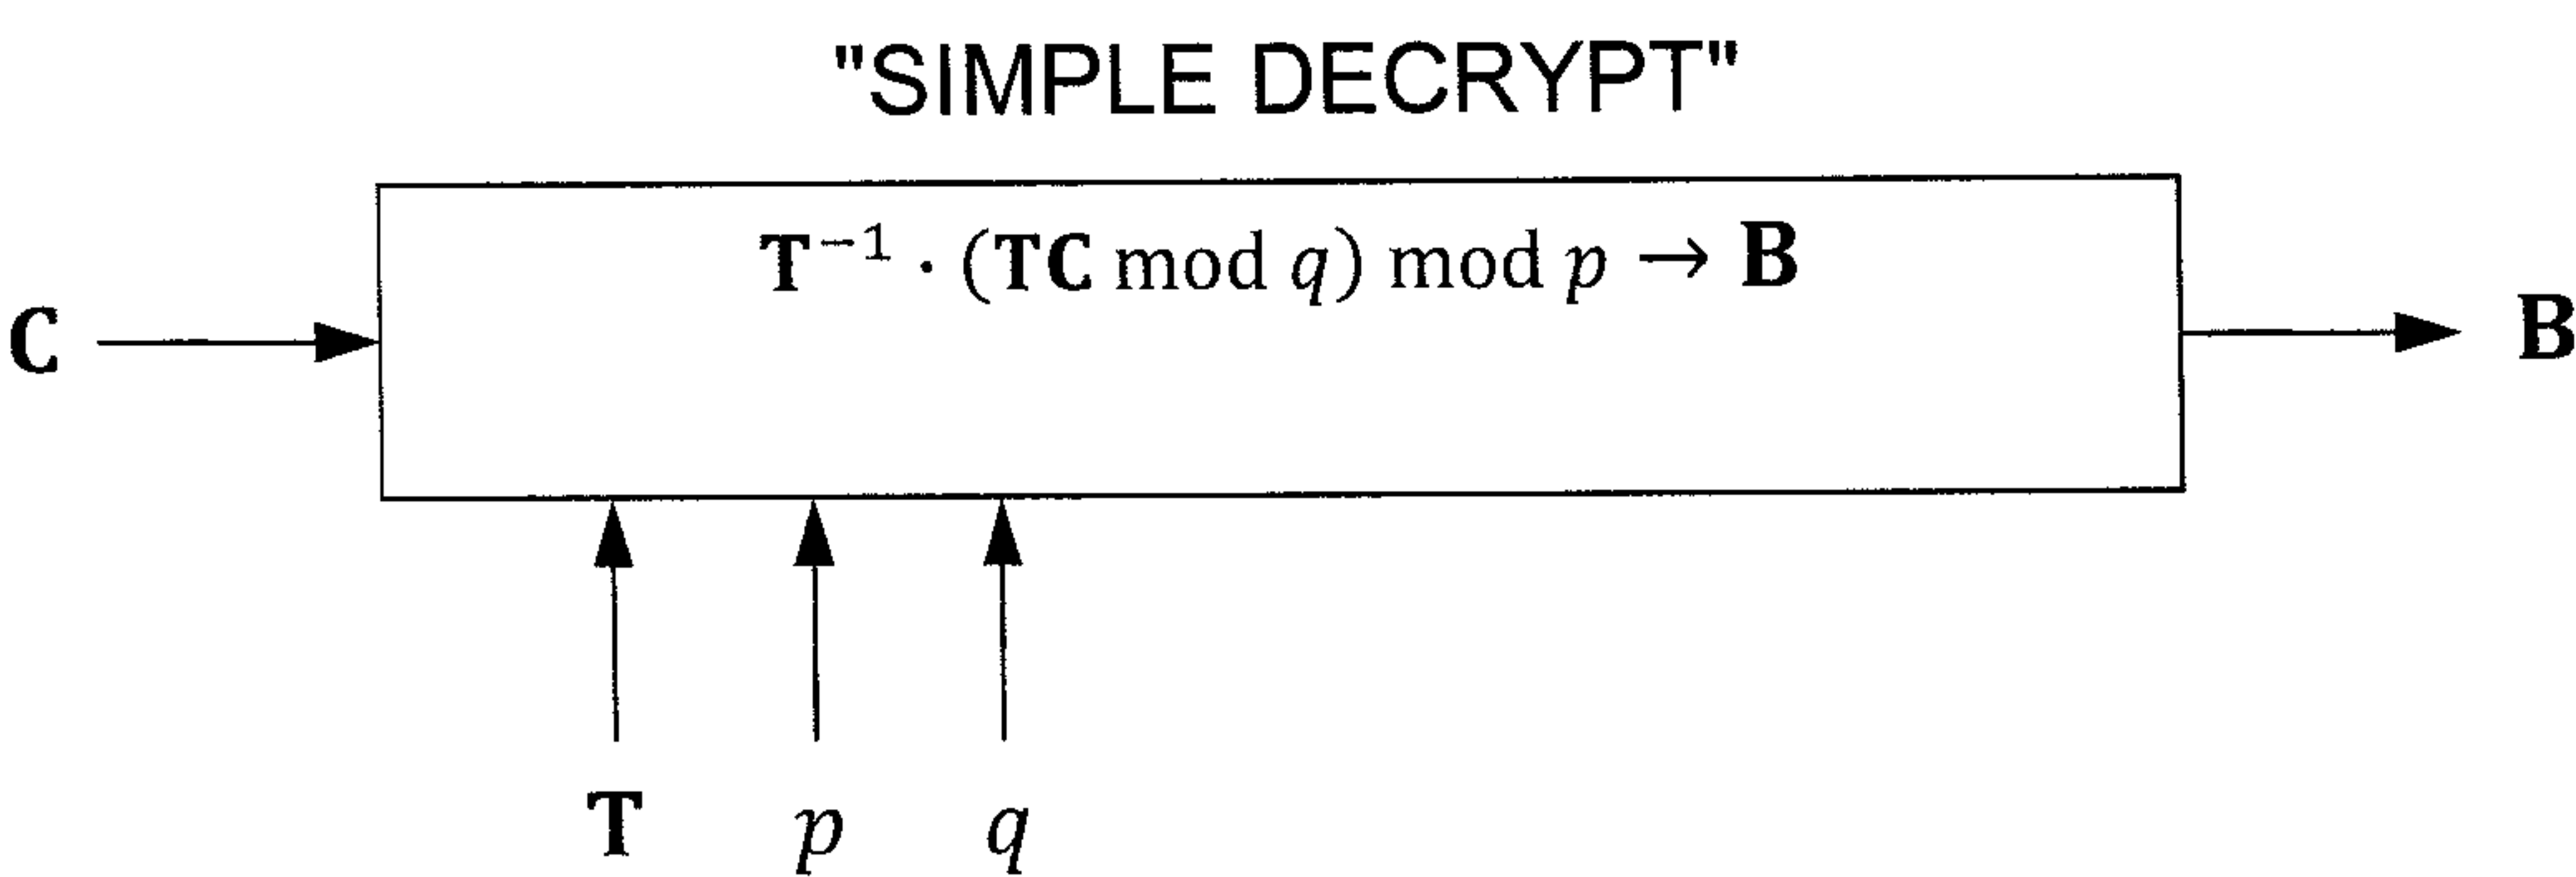 "SIMPLE DECRYPT"
T⁻¹ · (TC mod q) mod p → B
C
B
T p q